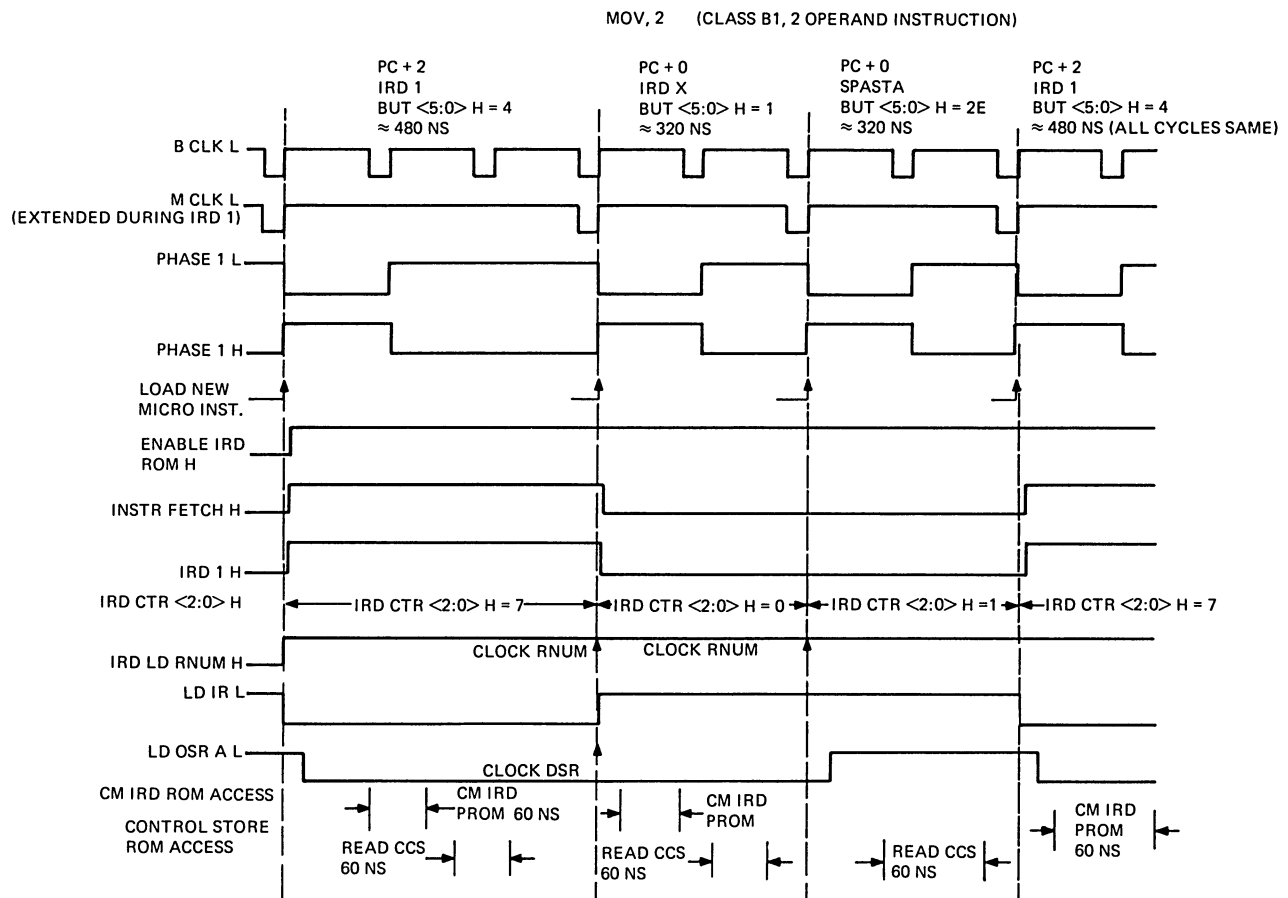 MOV, 2 (CLASS B1, 2 OPERAND INSTRUCTION)
PC + 2
IRD 1
BUT <5:0> H = 4
≈ 480 NS
PC + 0
IRD X
BUT <5:0> H = 1
≈ 320 NS
PC + 0
SPASTA
BUT <5:0> H = 2E
≈ 320 NS
PC + 2
IRD 1
BUT <5:0> H = 4
≈ 480 NS (ALL CYCLES SAME)
B CLK L
M CLK L
(EXTENDED DURING IRD 1)
PHASE 1 L
PHASE 1 H
LOAD NEW
MICRO INST.
ENABLE IRD
ROM H
INSTR FETCH H
IRD 1 H
IRD CTR <2:0> H
IRD CTR <2:0> H = 7
IRD CTR <2:0> H = 0
IRD CTR <2:0> H =1
IRD CTR <2:0> H = 7
IRD LD RNUM H
CLOCK RNUM
CLOCK RNUM
LD IR L
LD OSR A L
CLOCK DSR
CM IRD ROM ACCESS
CM IRD
PROM 60 NS
CM IRD
PROM
CM IRD
PROM
60 NS
CONTROL STORE
ROM ACCESS
READ CCS
60 NS
READ CCS
60 NS
READ CCS
60 NS